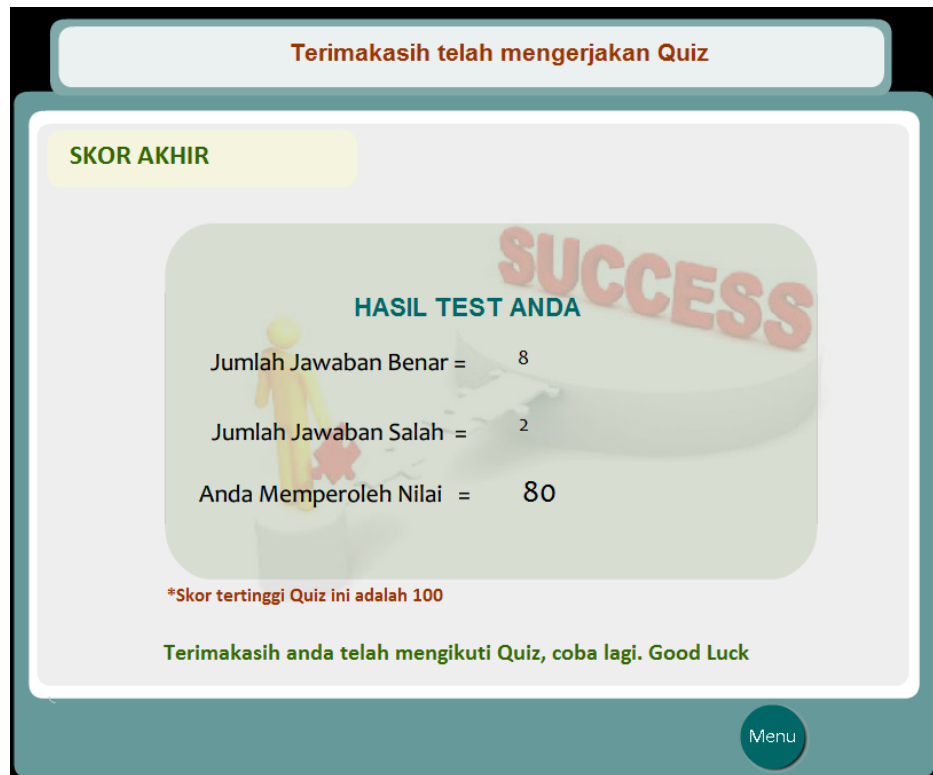 Terimakasih telah mengerjakan Quiz
SKOR AKHIR
SUCCESS
HASIL TEST ANDA
Jumlah Jawaban Benar = 8
Jumlah Jawaban Salah = 2
Anda Memperoleh Nilai = 80
*Skor tertinggi Quiz ini adalah 100
Terimakasih anda telah mengikuti Quiz, coba lagi. Good Luck
Menu